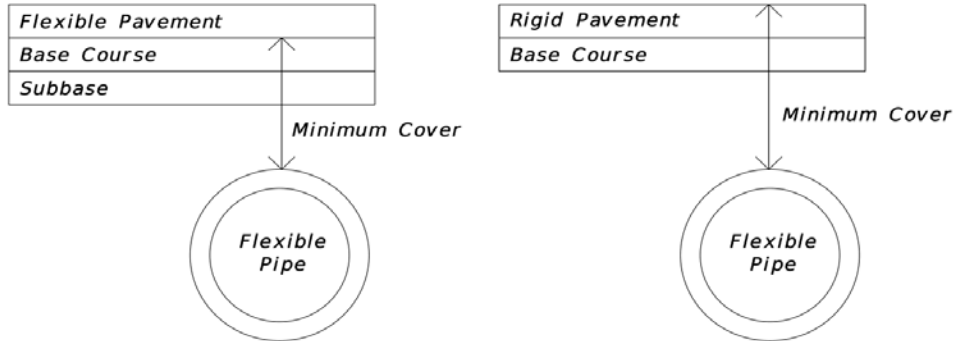 Flexible Pavement
Base Course
Subbase
Minimum Cover
Flexible
Pipe
Rigid Pavement
Base Course
Minimum Cover
Flexible
Pipe